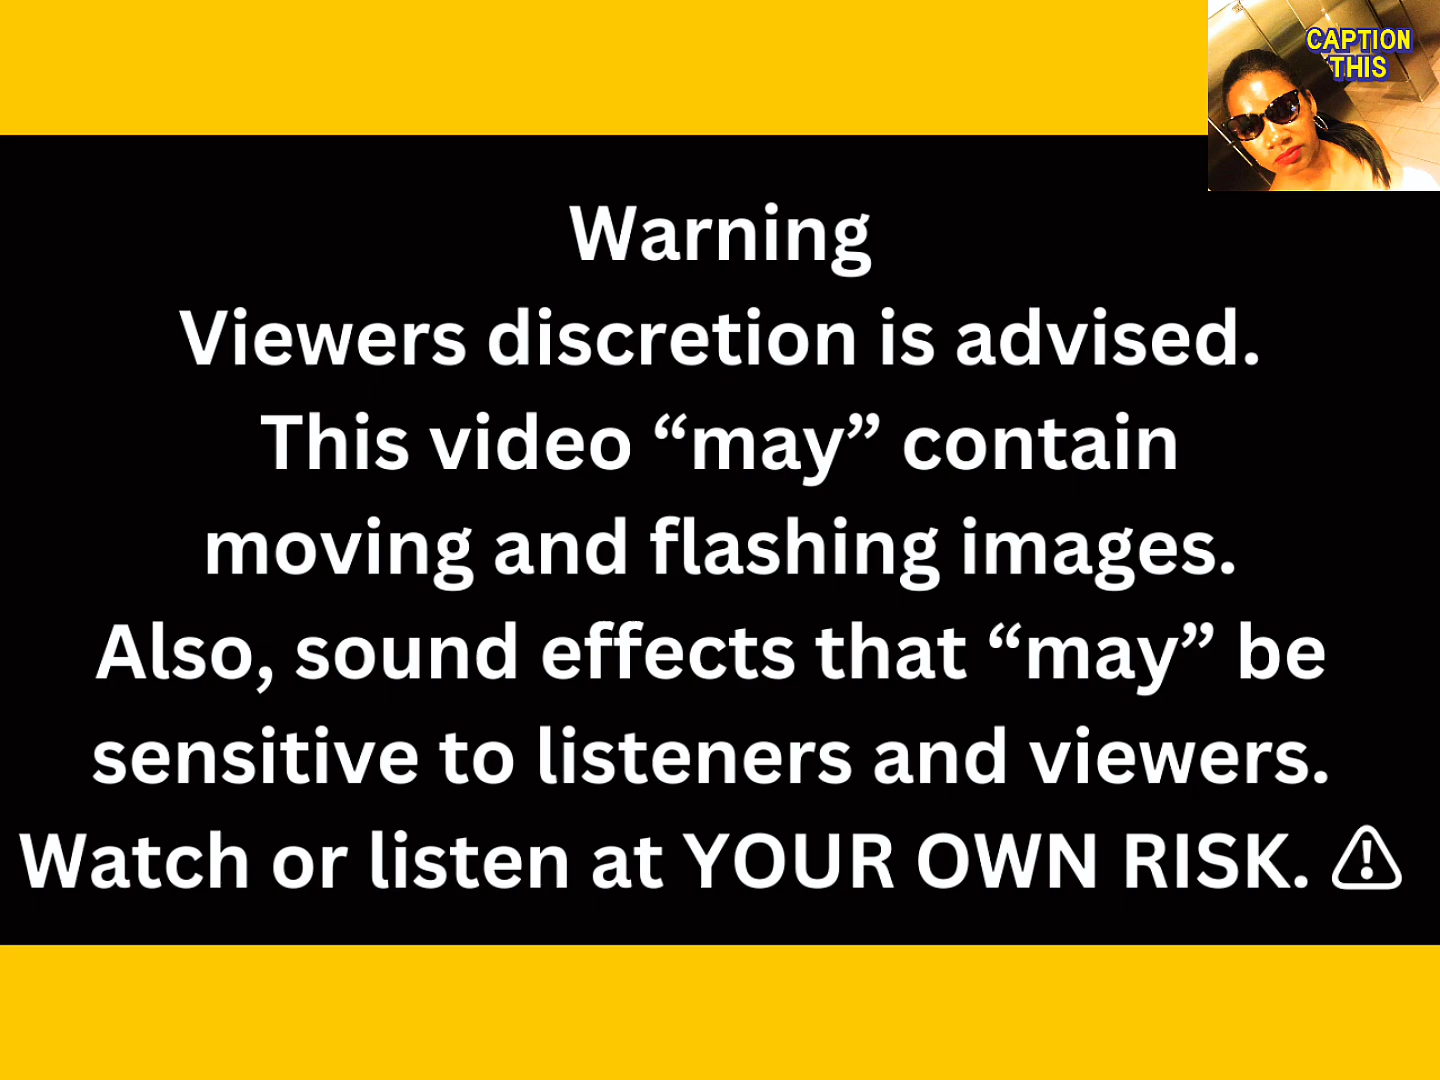 CAPTION
THIS
Warning
Viewers discretion is advised.
This video “may” contain
moving and flashing images.
Also, sound effects that “may” be
sensitive to listeners and viewers.
Watch or listen at YOUR OWN RISK. ⚠